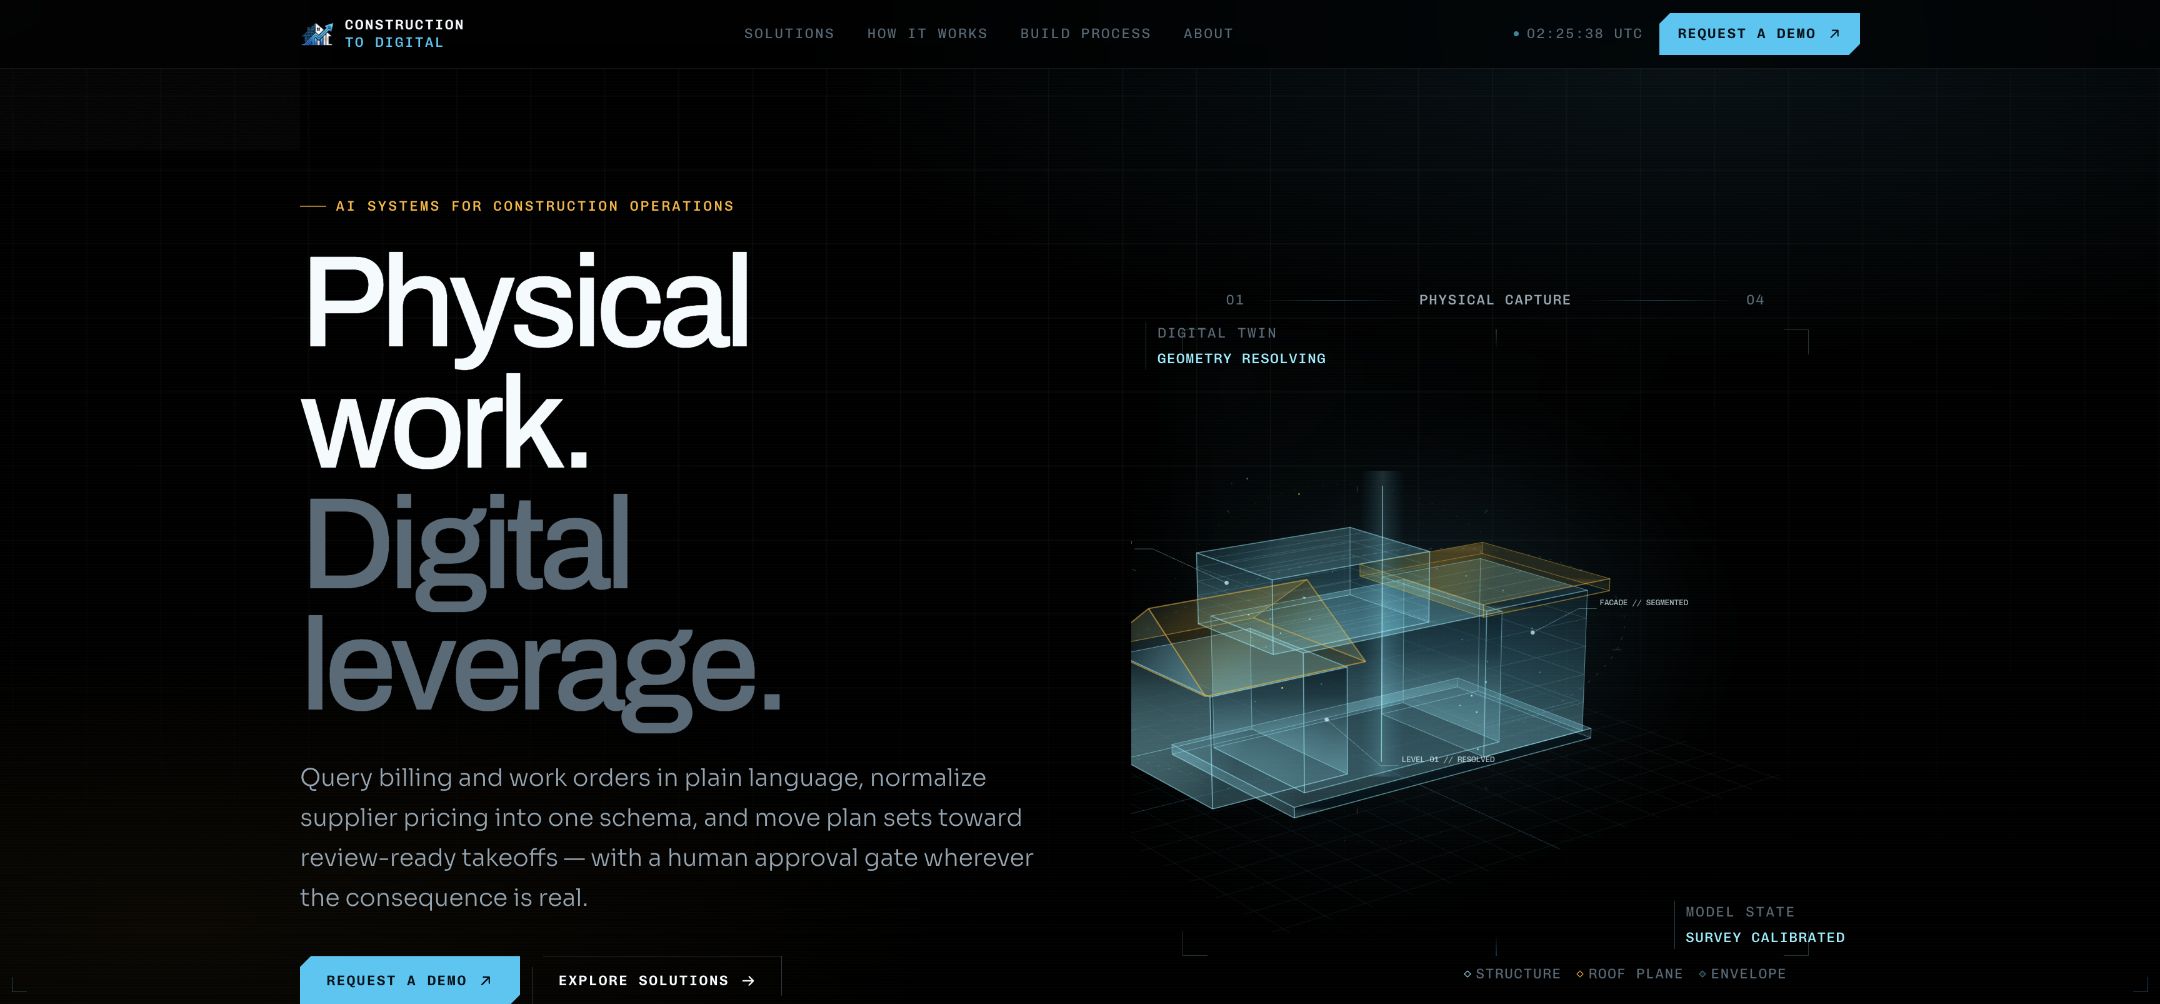 CONSTRUCTION
TO DIGITAL
SOLUTIONS
HOW IT WORKS
BUILD PROCESS
ABOUT
02:25:38 UTC
REQUEST A DEMO ↗
AI SYSTEMS FOR CONSTRUCTION OPERATIONS
Physical
work.
Digital
leverage.
Query billing and work orders in plain language, normalize
supplier pricing into one schema, and move plan sets toward
review-ready takeoffs — with a human approval gate wherever
the consequence is real.
REQUEST A DEMO ↗
EXPLORE SOLUTIONS →
01
PHYSICAL CAPTURE
04
DIGITAL TWIN
GEOMETRY RESOLVING
FACADE // SEGMENTED
LEVEL 01 // RESOLVED
MODEL STATE
SURVEY CALIBRATED
STRUCTURE
ROOF PLANE
ENVELOPE